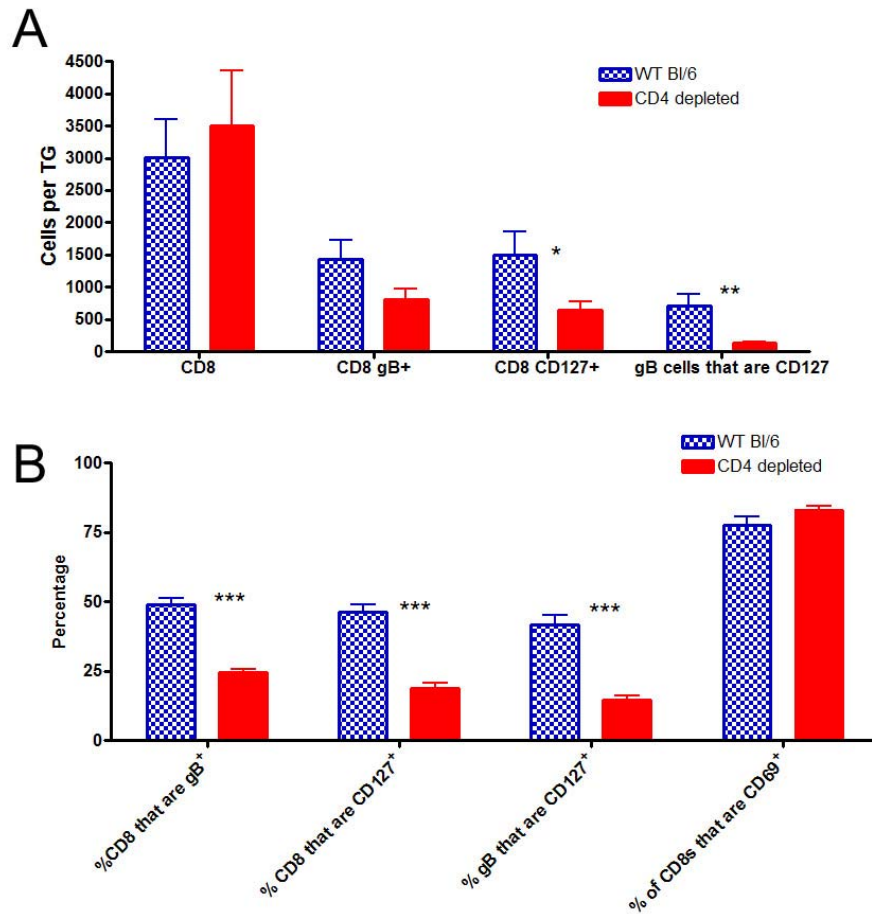 A
WT Bl/6
CD4 depleted
Cells per TG
4500
4000
3500
3000
2500
2000
1500
1000
500
0
*
**
CD8
CD8 gB+
CD8 CD127+
gB cells that are CD127
B
WT Bl/6
CD4 depleted
Percentage
100
75
50
25
0
***
***
***
%CD8 that are gB⁺
% CD8 that are CD127⁺
% gB that are CD127⁺
% of CD8s that are CD69⁺